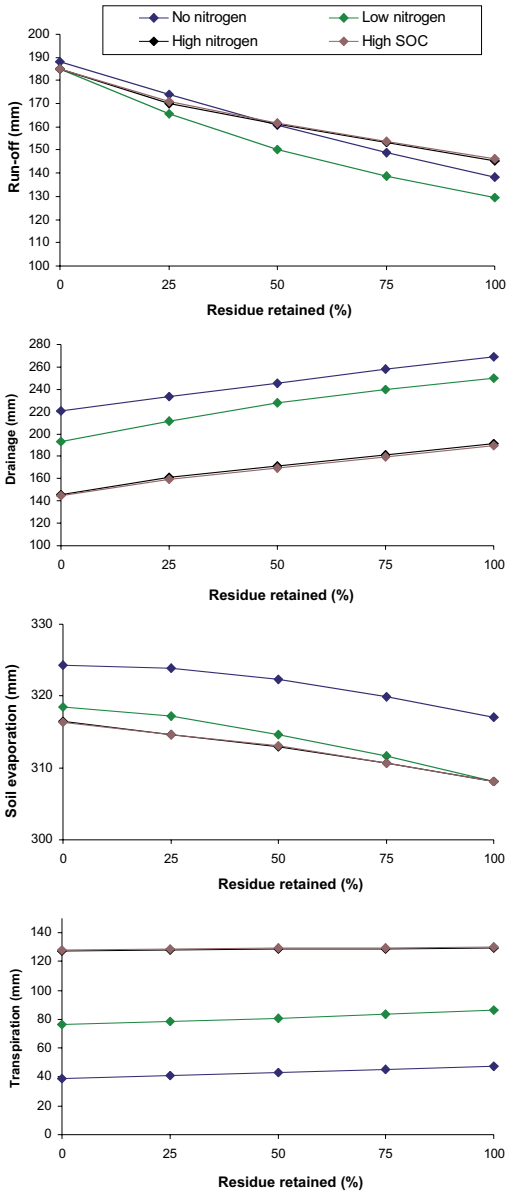 No nitrogen
Low nitrogen
High nitrogen
High SOC
Run-off (mm)
200
190
180
170
160
150
140
130
120
110
100
0 25 50 75 100
Residue retained (%)
Drainage (mm)
280
260
240
220
200
180
160
140
120
100
0 25 50 75 100
Residue retained (%)
Soil evaporation (mm)
330
320
310
300
0 25 50 75 100
Residue retained (%)
Transpiration (mm)
140
120
100
80
60
40
20
0
0 25 50 75 100
Residue retained (%)